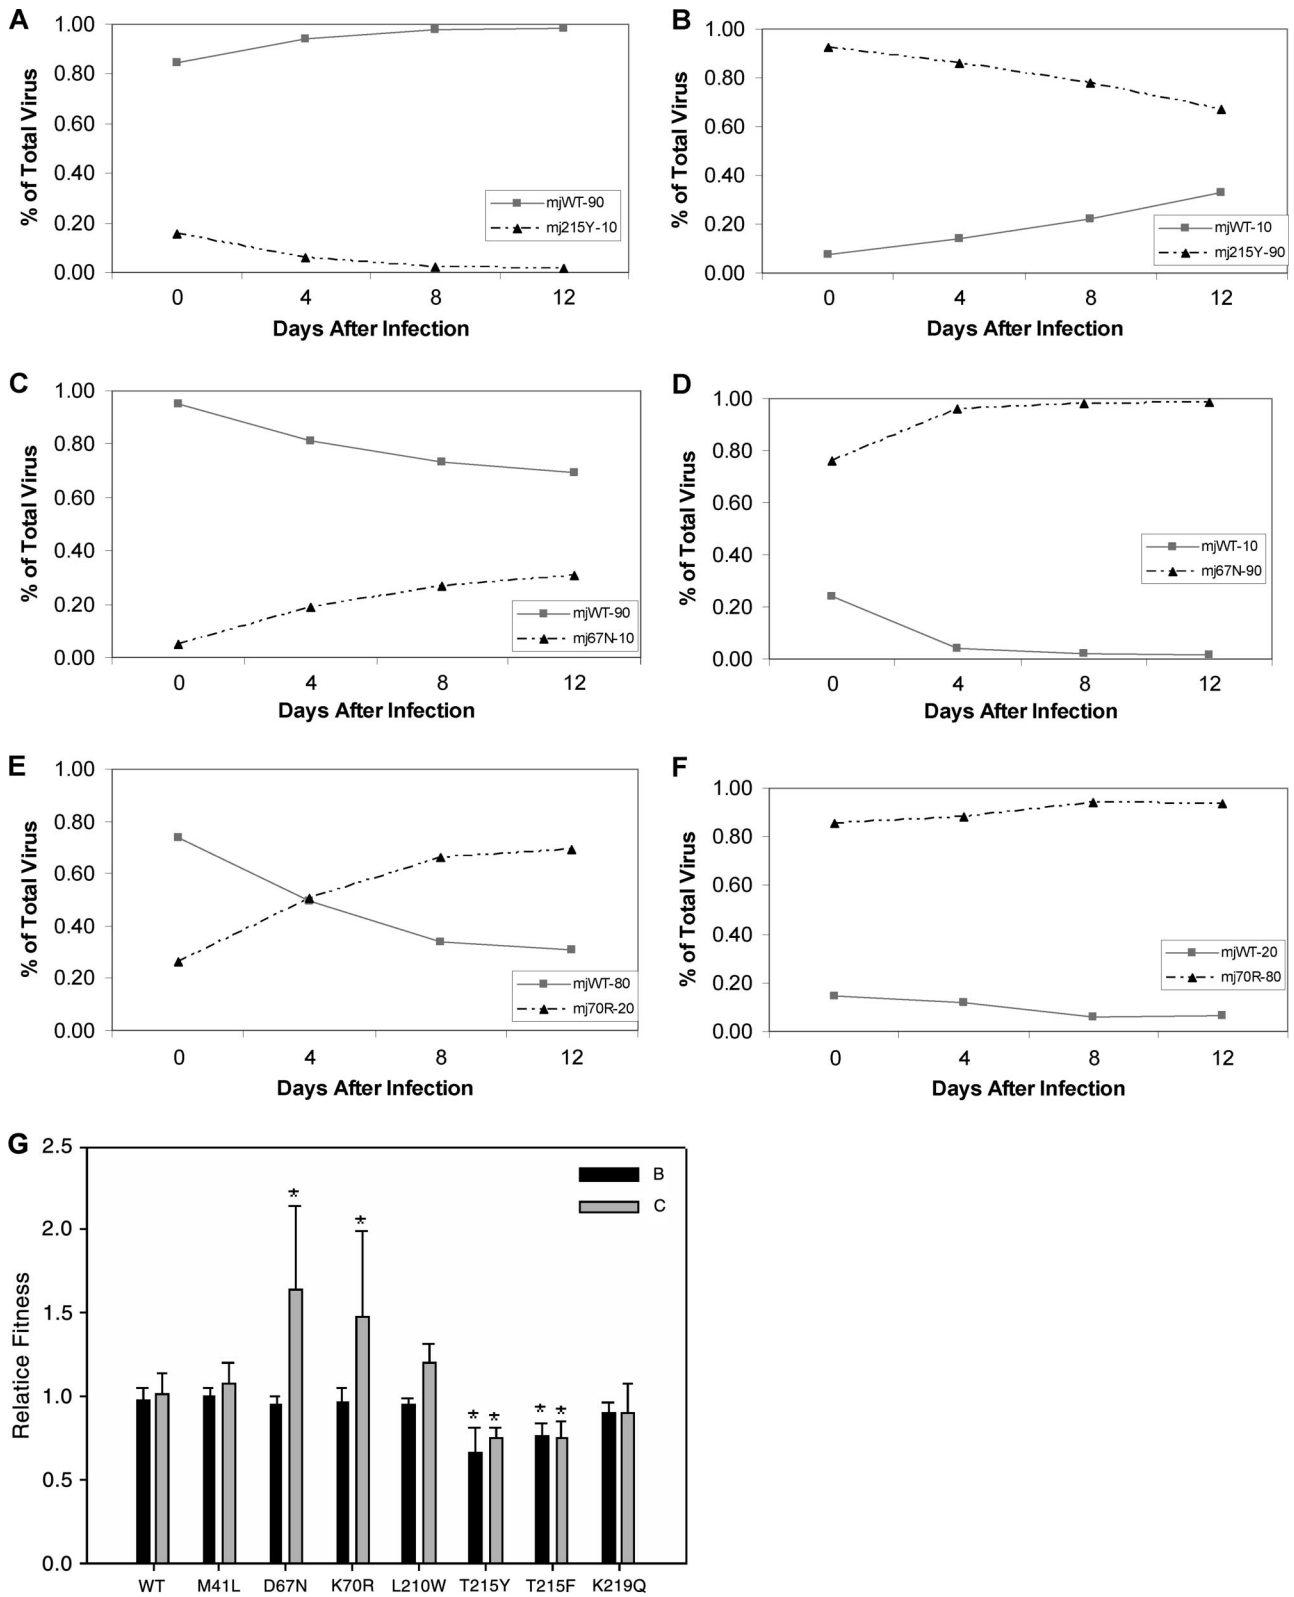 A
% of Total Virus
1.00
0.80
0.60
0.40
0.20
0.00
mjWT-90
mj215Y-10
0 4 8 12
Days After Infection
B
% of Total Virus
1.00
0.80
0.60
0.40
0.20
0.00
mjWT-10
mj215Y-90
0 4 8 12
Days After Infection
C
% of Total Virus
1.00
0.80
0.60
0.40
0.20
0.00
mjWT-90
mj67N-10
0 4 8 12
Days After Infection
D
% of Total Virus
1.00
0.80
0.60
0.40
0.20
0.00
mjWT-10
mj67N-90
0 4 8 12
Days After Infection
E
% of Total Virus
1.00
0.80
0.60
0.40
0.20
0.00
mjWT-80
mj70R-20
0 4 8 12
Days After Infection
F
% of Total Virus
1.00
0.80
0.60
0.40
0.20
0.00
mjWT-20
mj70R-80
0 4 8 12
Days After Infection
G
Relatice Fitness
2.5
2.0
1.5
1.0
0.5
0.0
B
C
* * * * * *
WT M41L D67N K70R L210W T215Y T215F K219Q